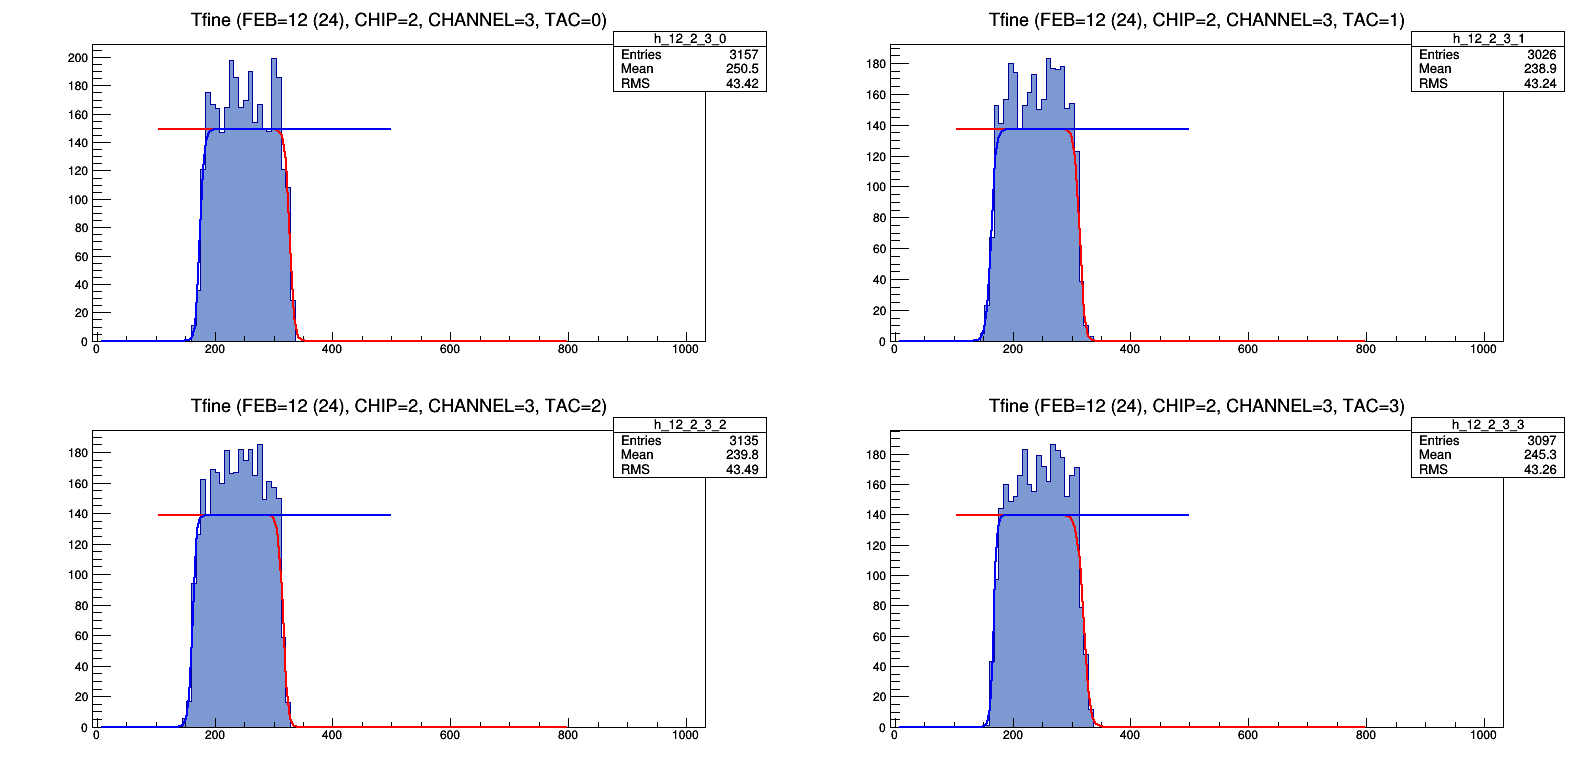 Tfine (FEB=12 (24), CHIP=2, CHANNEL=3, TAC=0)
h_12_2_3_0
Entries 3157
Mean 250.5
RMS 43.42
200
180
160
140
120
100
80
60
40
20
0
0 200 400 600 800 1000
Tfine (FEB=12 (24), CHIP=2, CHANNEL=3, TAC=1)
h_12_2_3_1
Entries 3026
Mean 238.9
RMS 43.24
180
160
140
120
100
80
60
40
20
0
0 200 400 600 800 1000
Tfine (FEB=12 (24), CHIP=2, CHANNEL=3, TAC=2)
h_12_2_3_2
Entries 3135
Mean 239.8
RMS 43.49
180
160
140
120
100
80
60
40
20
0
0 200 400 600 800 1000
Tfine (FEB=12 (24), CHIP=2, CHANNEL=3, TAC=3)
h_12_2_3_3
Entries 3097
Mean 245.3
RMS 43.26
180
160
140
120
100
80
60
40
20
0
0 200 400 600 800 1000